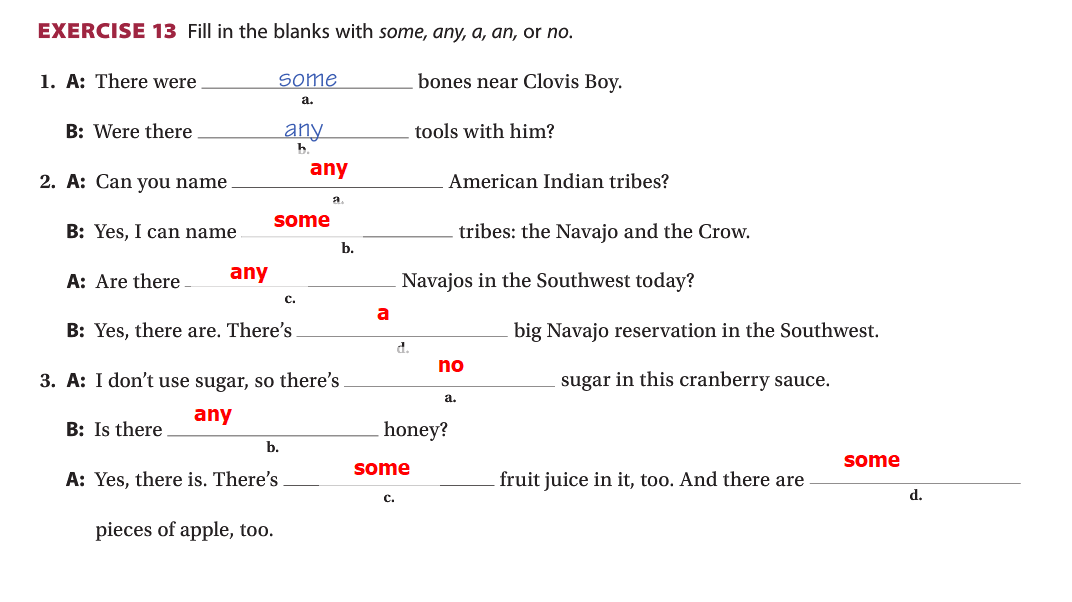 EXERCISE 13 Fill in the blanks with some, any, a, an, or no.
1. A: There were some bones near Clovis Boy.
a.
B: Were there any tools with him?
b.
2. A: Can you name any American Indian tribes?
a.
B: Yes, I can name some tribes: the Navajo and the Crow.
b.
A: Are there any Navajos in the Southwest today?
c.
B: Yes, there are. There's a big Navajo reservation in the Southwest.
d.
3. A: I don't use sugar, so there's no sugar in this cranberry sauce.
a.
B: Is there any honey?
b.
A: Yes, there is. There's some fruit juice in it, too. And there are some
c. d.
pieces of apple, too.